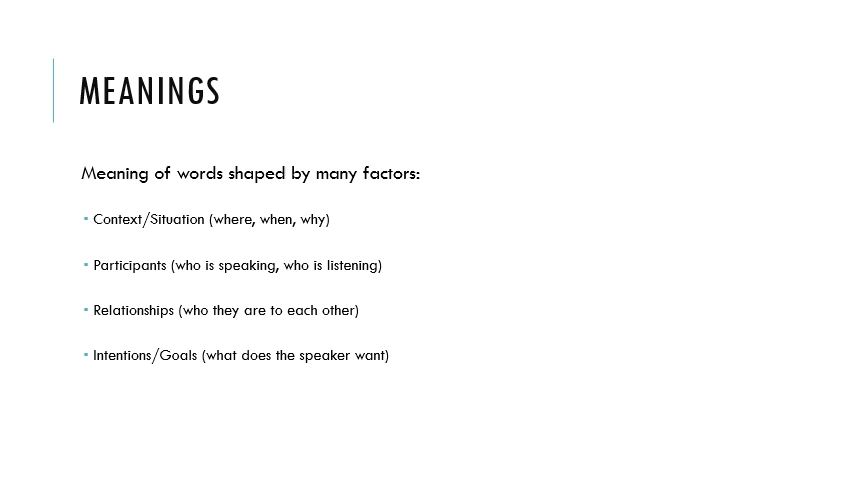 MEANINGS
Meaning of words shaped by many factors:
▪ Context/Situation (where, when, why)
▪ Participants (who is speaking, who is listening)
▪ Relationships (who they are to each other)
▪ Intentions/Goals (what does the speaker want)